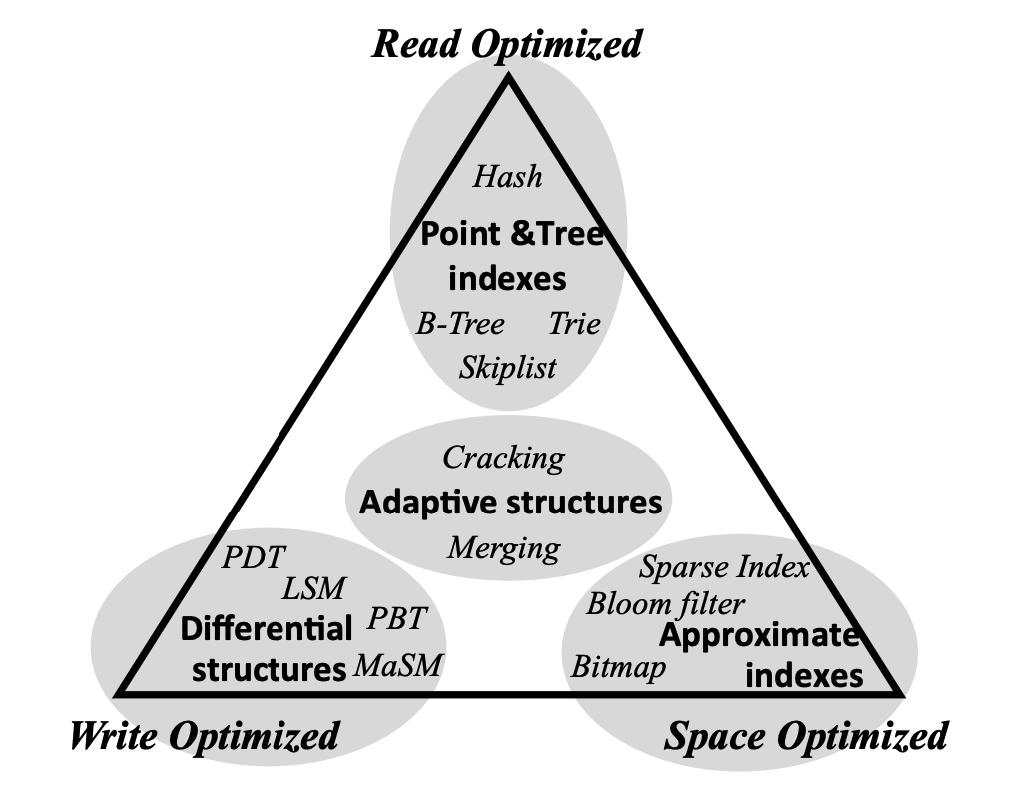 Read Optimized
Hash
Point &Tree
indexes
B-Tree Trie
Skiplist
Cracking
Adaptive structures
Merging
PDT
LSM
PBT
Differential
structures
MaSM
Sparse Index
Bloom filter
Approximate
indexes
Bitmap
Write Optimized
Space Optimized